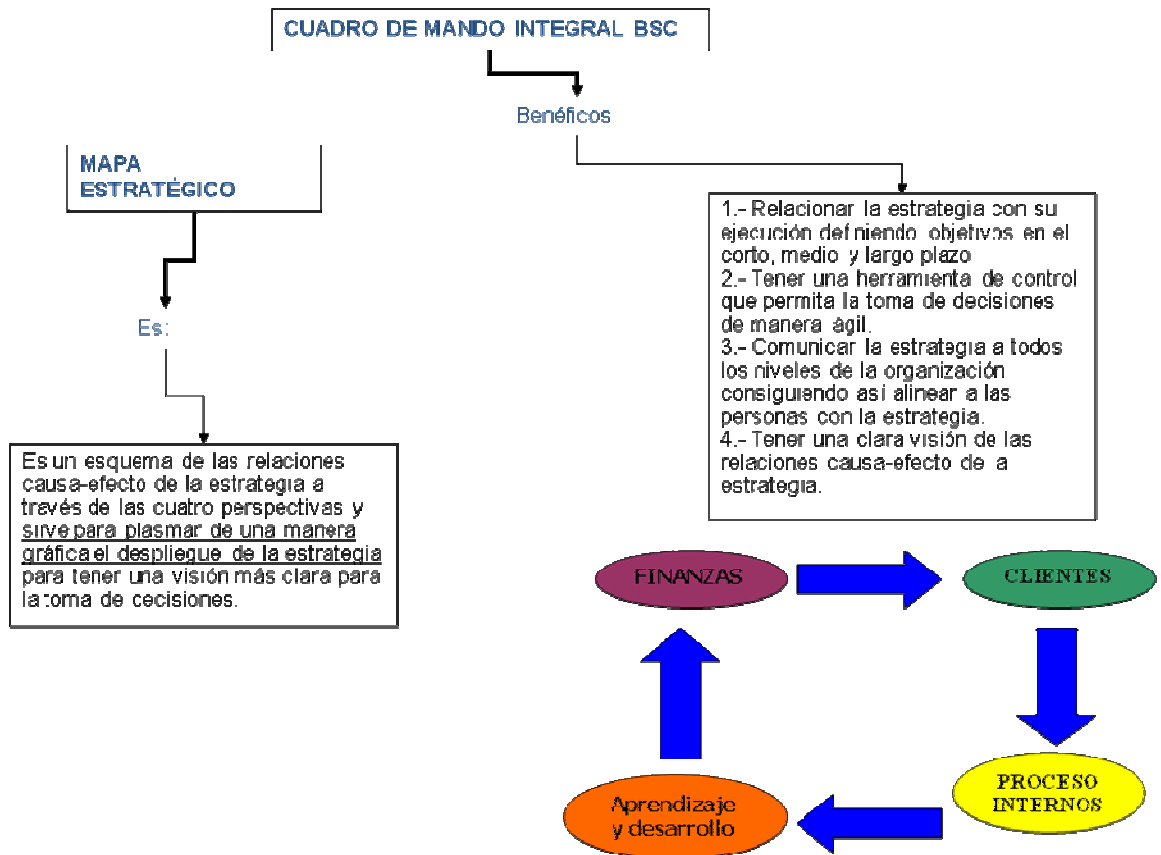 CUADRO DE MANDO INTEGRAL BSC
Benéficos
MAPA
ESTRATÉGICO
Es:
Es un esquema de las relaciones
causa-efecto de la estrategia a
través de las cuatro perspectivas y
sirve para plasmar de una manera
gráfica el despliegue de la estrategia
para tener una visión más clara para
la toma de cecisiones.
1.- Relacionar la estrategia con su
ejecución definiendo objetivos en el
corto, medio y largo plazo
2.- Tener una herramienta de control
que permita la toma de decisiones
de manera ágil.
3.- Comunicar la estrategia a todos
los niveles de la organización
consiguiendo así alinear a las
personas con la estrategia.
4.- Tener una clara visión de las
relaciones causa-efecto de a
estrategia.
FINANZAS
CLIENTES
PROCESO
INTERNOS
Aprendizaje
y desarrollo